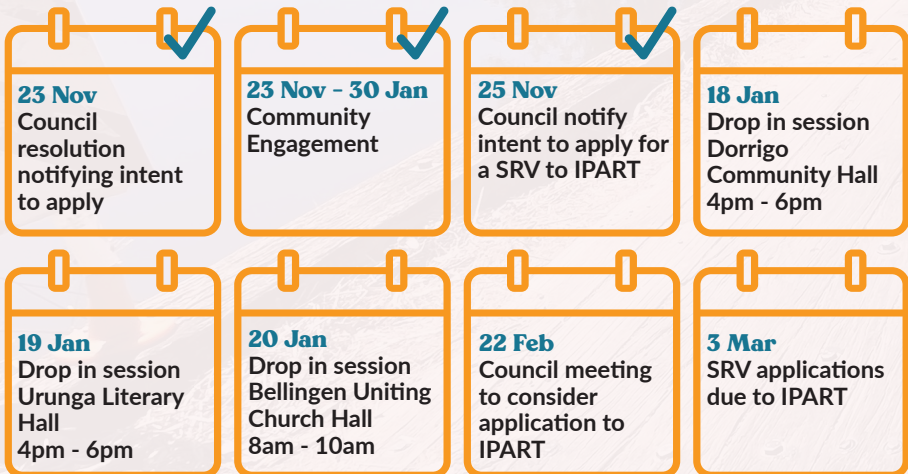 23 Nov
Council
resolution
notifying intent
to apply
23 Nov - 30 Jan
Community
Engagement
25 Nov
Council notify
intent to apply for
a SRV to IPART
18 Jan
Drop in session
Dorrigo
Community Hall
4pm - 6pm
19 Jan
Drop in session
Urunga Literary
Hall
4pm - 6pm
20 Jan
Drop in session
Bellingen Uniting
Church Hall
8am - 10am
22 Feb
Council meeting
to consider
application to
IPART
3 Mar
SRV applications
due to IPART